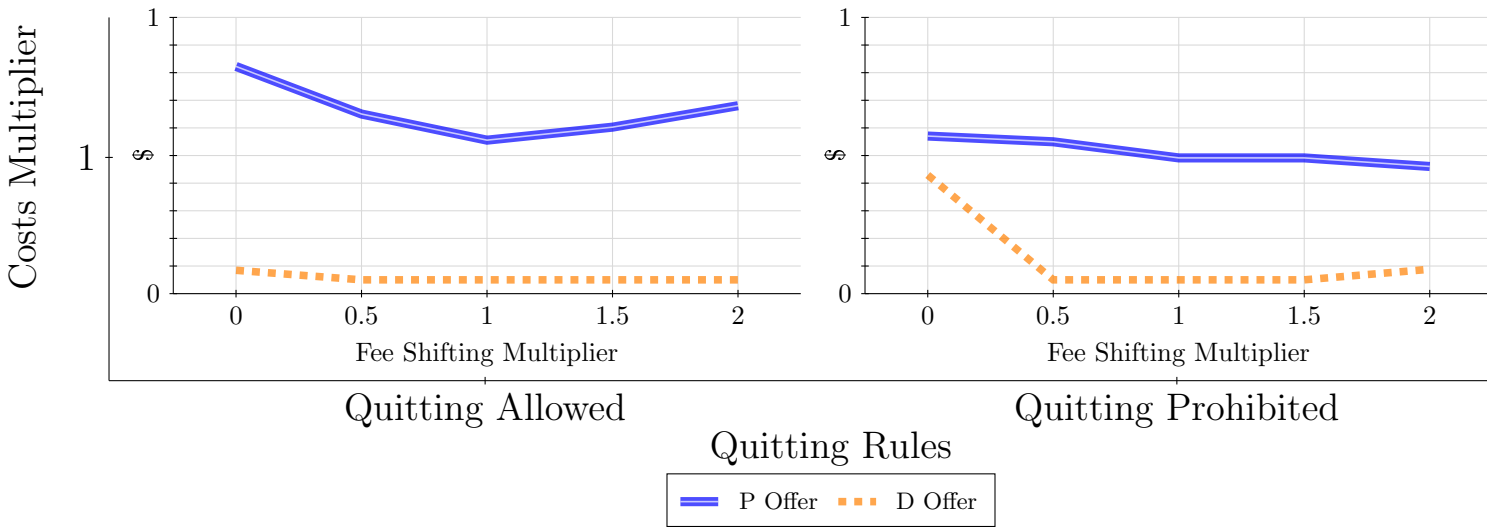 Costs Multiplier
1
1
$
0
0 0.5 1 1.5 2
Fee Shifting Multiplier
1
$
0
0 0.5 1 1.5 2
Fee Shifting Multiplier
Quitting Allowed Quitting Prohibited
Quitting Rules
P Offer D Offer